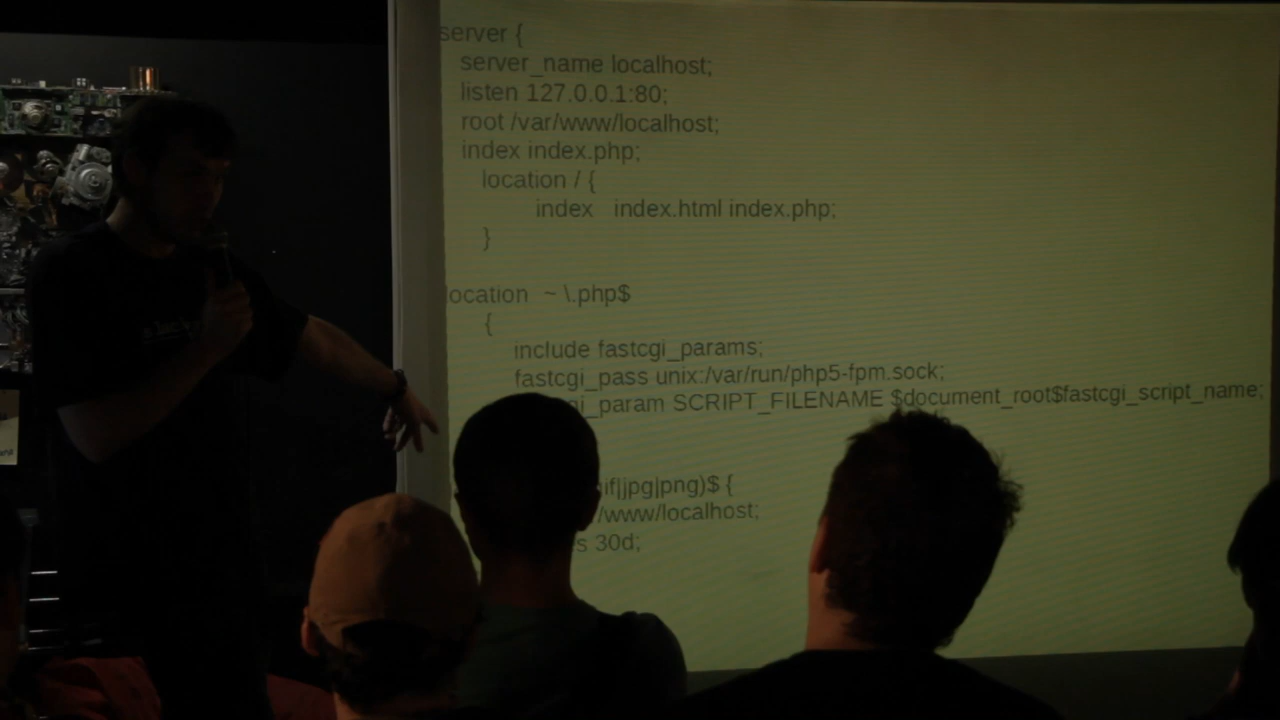 server {
server_name localhost;
listen 127.0.0.1:80;
root /var/www/localhost;
index index.php;
location / {
index index.html index.php;
}
location ~ \.php$
{
include fastcgi_params;
fastcgi_pass unix:/var/run/php5-fpm.sock;
gi_param SCRIPT_FILENAME $document_root$fastcgi_script_name;
gif|jpg|png)$ {
/www/localhost;
s 30d;